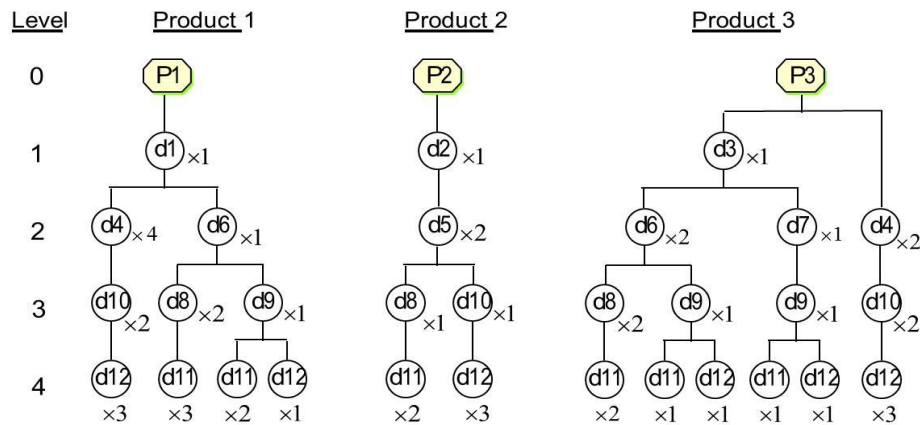 Level Product 1 Product 2 Product 3
0 P1 P2 P3
1 d1 ×1 d2 ×1 d3 ×1
2 d4 ×4 d6 ×1 d5 ×2 d6 ×2 d7 ×1 d4 ×2
3 d10 ×2 d8 ×2 d9 ×1 d8 ×1 d10 ×1 d8 ×2 d9 ×1 d9 ×1 d10 ×2
4 d12 d11 d11 d12 d11 d12 d11 d11 d12 d11 d12 d12
×3 ×3 ×2 ×1 ×2 ×3 ×2 ×1 ×1 ×1 ×1 ×3